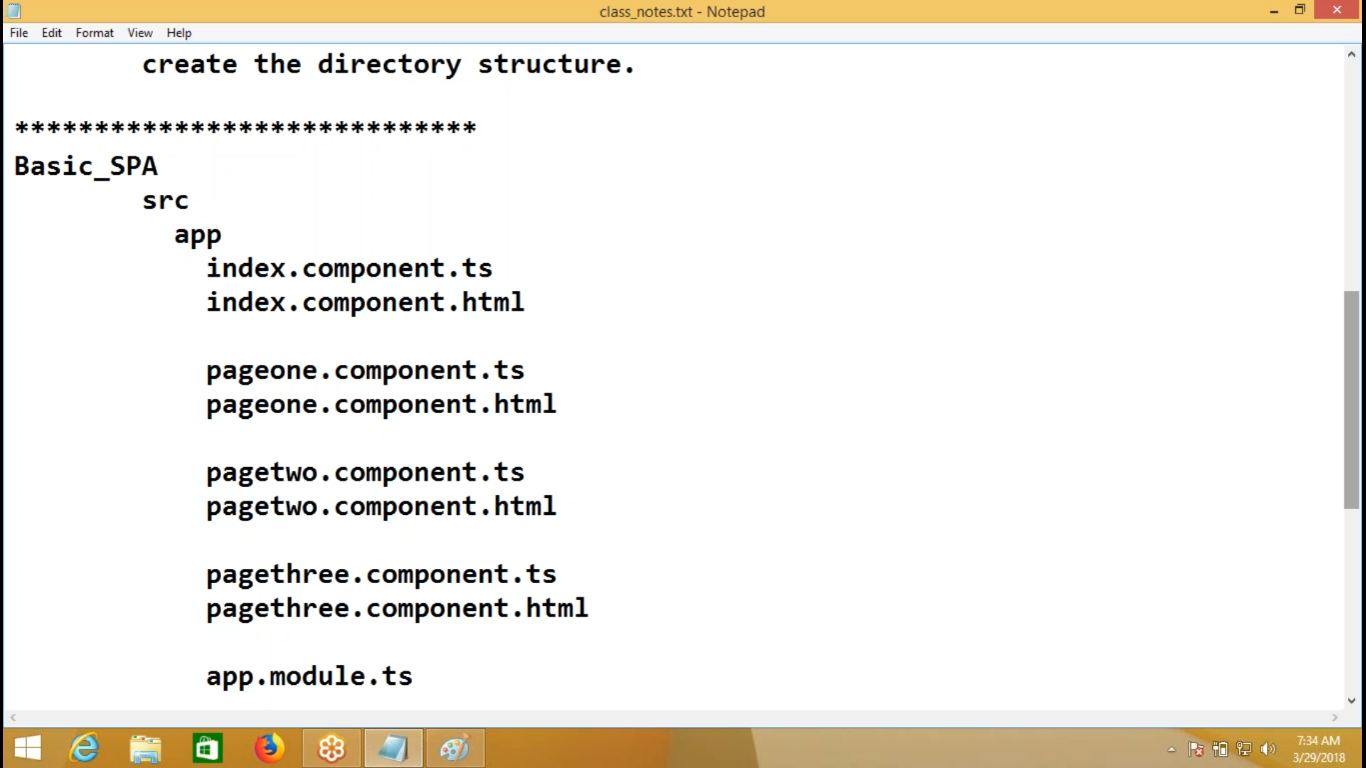 class_notes.txt - Notepad
File Edit Format View Help
create the directory structure.
*****************************
Basic_SPA
src
app
index.component.ts
index.component.html
pageone.component.ts
pageone.component.html
pagetwo.component.ts
pagetwo.component.html
pagethree.component.ts
pagethree.component.html
app.module.ts
7:34 AM
3/29/2018